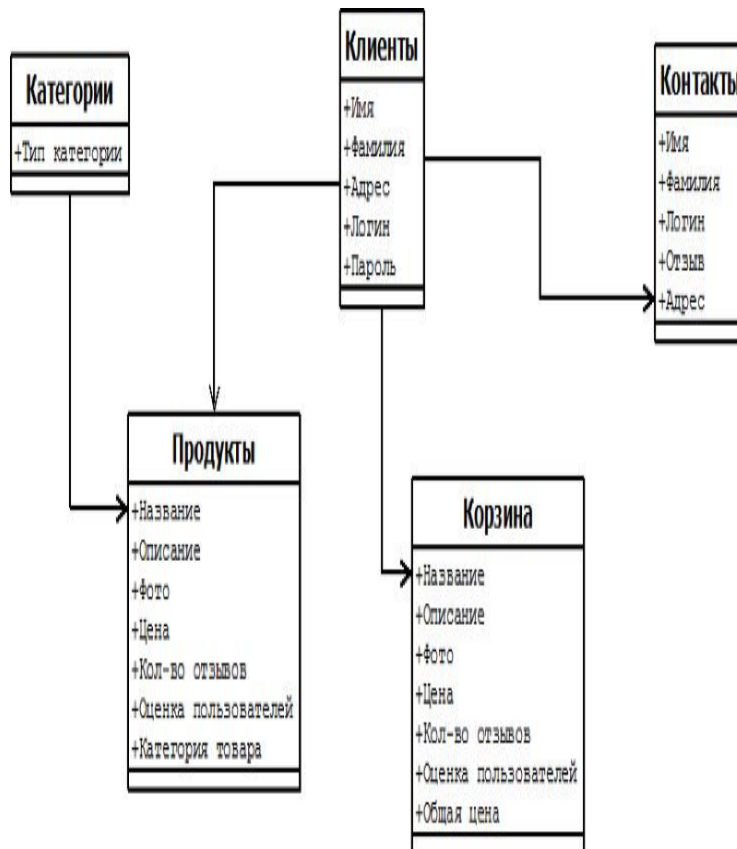 Категории
+Тип категории
Клиенты
+Имя
+Фамилия
+Адрес
+Логин
+Пароль
Контакты
+Имя
+Фамилия
+Логин
+Отзыв
+Адрес
Продукты
+Название
+Описание
+Фото
+Цена
+Кол-во отзывов
+Оценка пользователей
+Категория товара
Корзина
+Название
+Описание
+Фото
+Цена
+Кол-во отзывов
+Оценка пользователей
+Общая цена